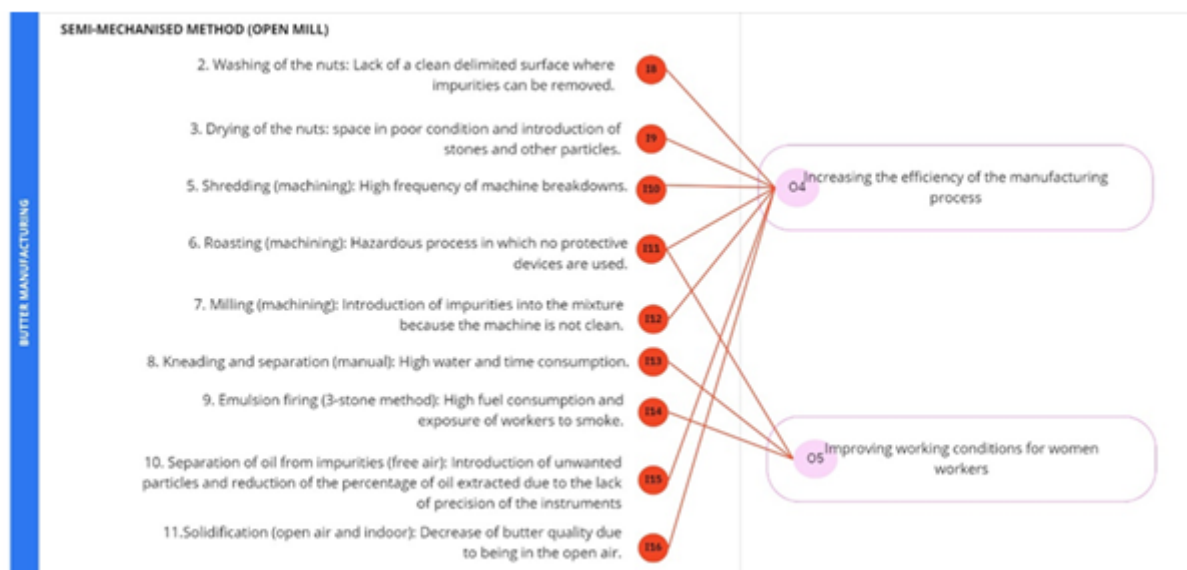 BUTTER MANUFACTURING
SEMI-MECHANISED METHOD (OPEN MILL)
2. Washing of the nuts: Lack of a clean delimited surface where
impurities can be removed.
I8
3. Drying of the nuts: space in poor condition and introduction of
stones and other particles.
I9
5. Shredding (machining): High frequency of machine breakdowns.
I10
6. Roasting (machining): Hazardous process in which no protective
devices are used.
I11
7. Milling (machining): Introduction of impurities into the mixture
because the machine is not clean.
I12
8. Kneading and separation (manual): High water and time consumption.
I13
9. Emulsion firing (3-stone method): High fuel consumption and
exposure of workers to smoke.
I14
10. Separation of oil from impurities (free air): Introduction of unwanted
particles and reduction of the percentage of oil extracted due to the lack
of precision of the instruments
I15
11.Solidification (open air and indoor): Decrease of butter quality due
to being in the open air.
I16
O4
Increasing the efficiency of the manufacturing
process
O5
Improving working conditions for women
workers